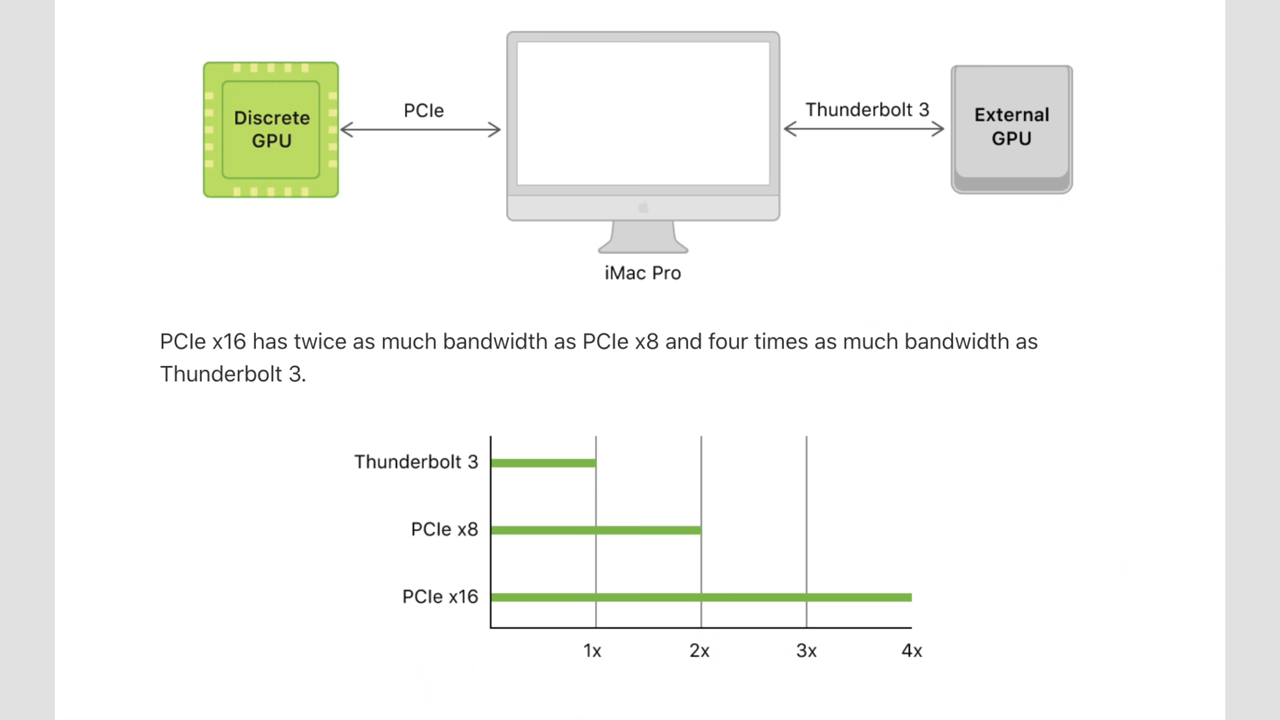 Discrete
GPU
PCIe
Thunderbolt 3
External
GPU
iMac Pro
PCIe x16 has twice as much bandwidth as PCIe x8 and four times as much bandwidth as
Thunderbolt 3.
Thunderbolt 3
PCIe x8
PCIe x16
1x 2x 3x 4x